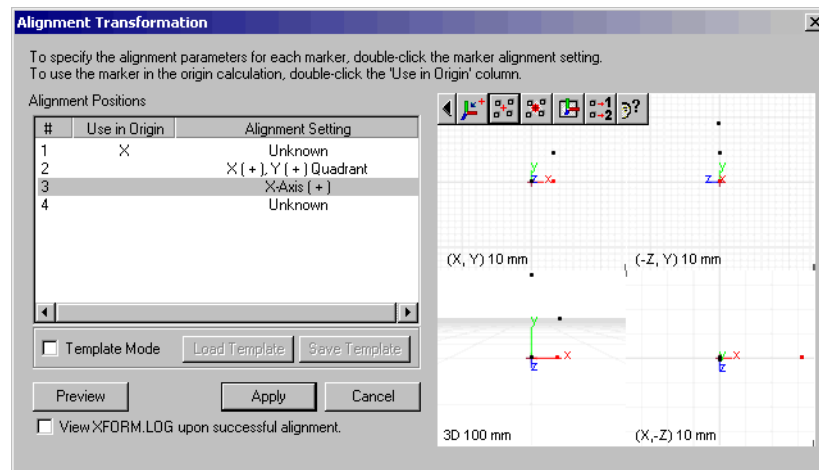 Alignment Transformation
To specify the alignment parameters for each marker, double-click the marker alignment setting.
To use the marker in the origin calculation, double-click the 'Use in Origin' column.
Alignment Positions
# Use in Origin Alignment Setting
1 X Unknown
2 X ( + ), Y ( + ) Quadrant
3 X-Axis ( + )
4 Unknown
Template Mode Load Template Save Template
Preview Apply Cancel
View XFORM.LOG upon successful alignment.
1
2
?
y
z x
(X, Y) 10 mm
y
z x
(-Z, Y) 10 mm
y
x
z
3D 100 mm
y x
z
(X,-Z) 10 mm